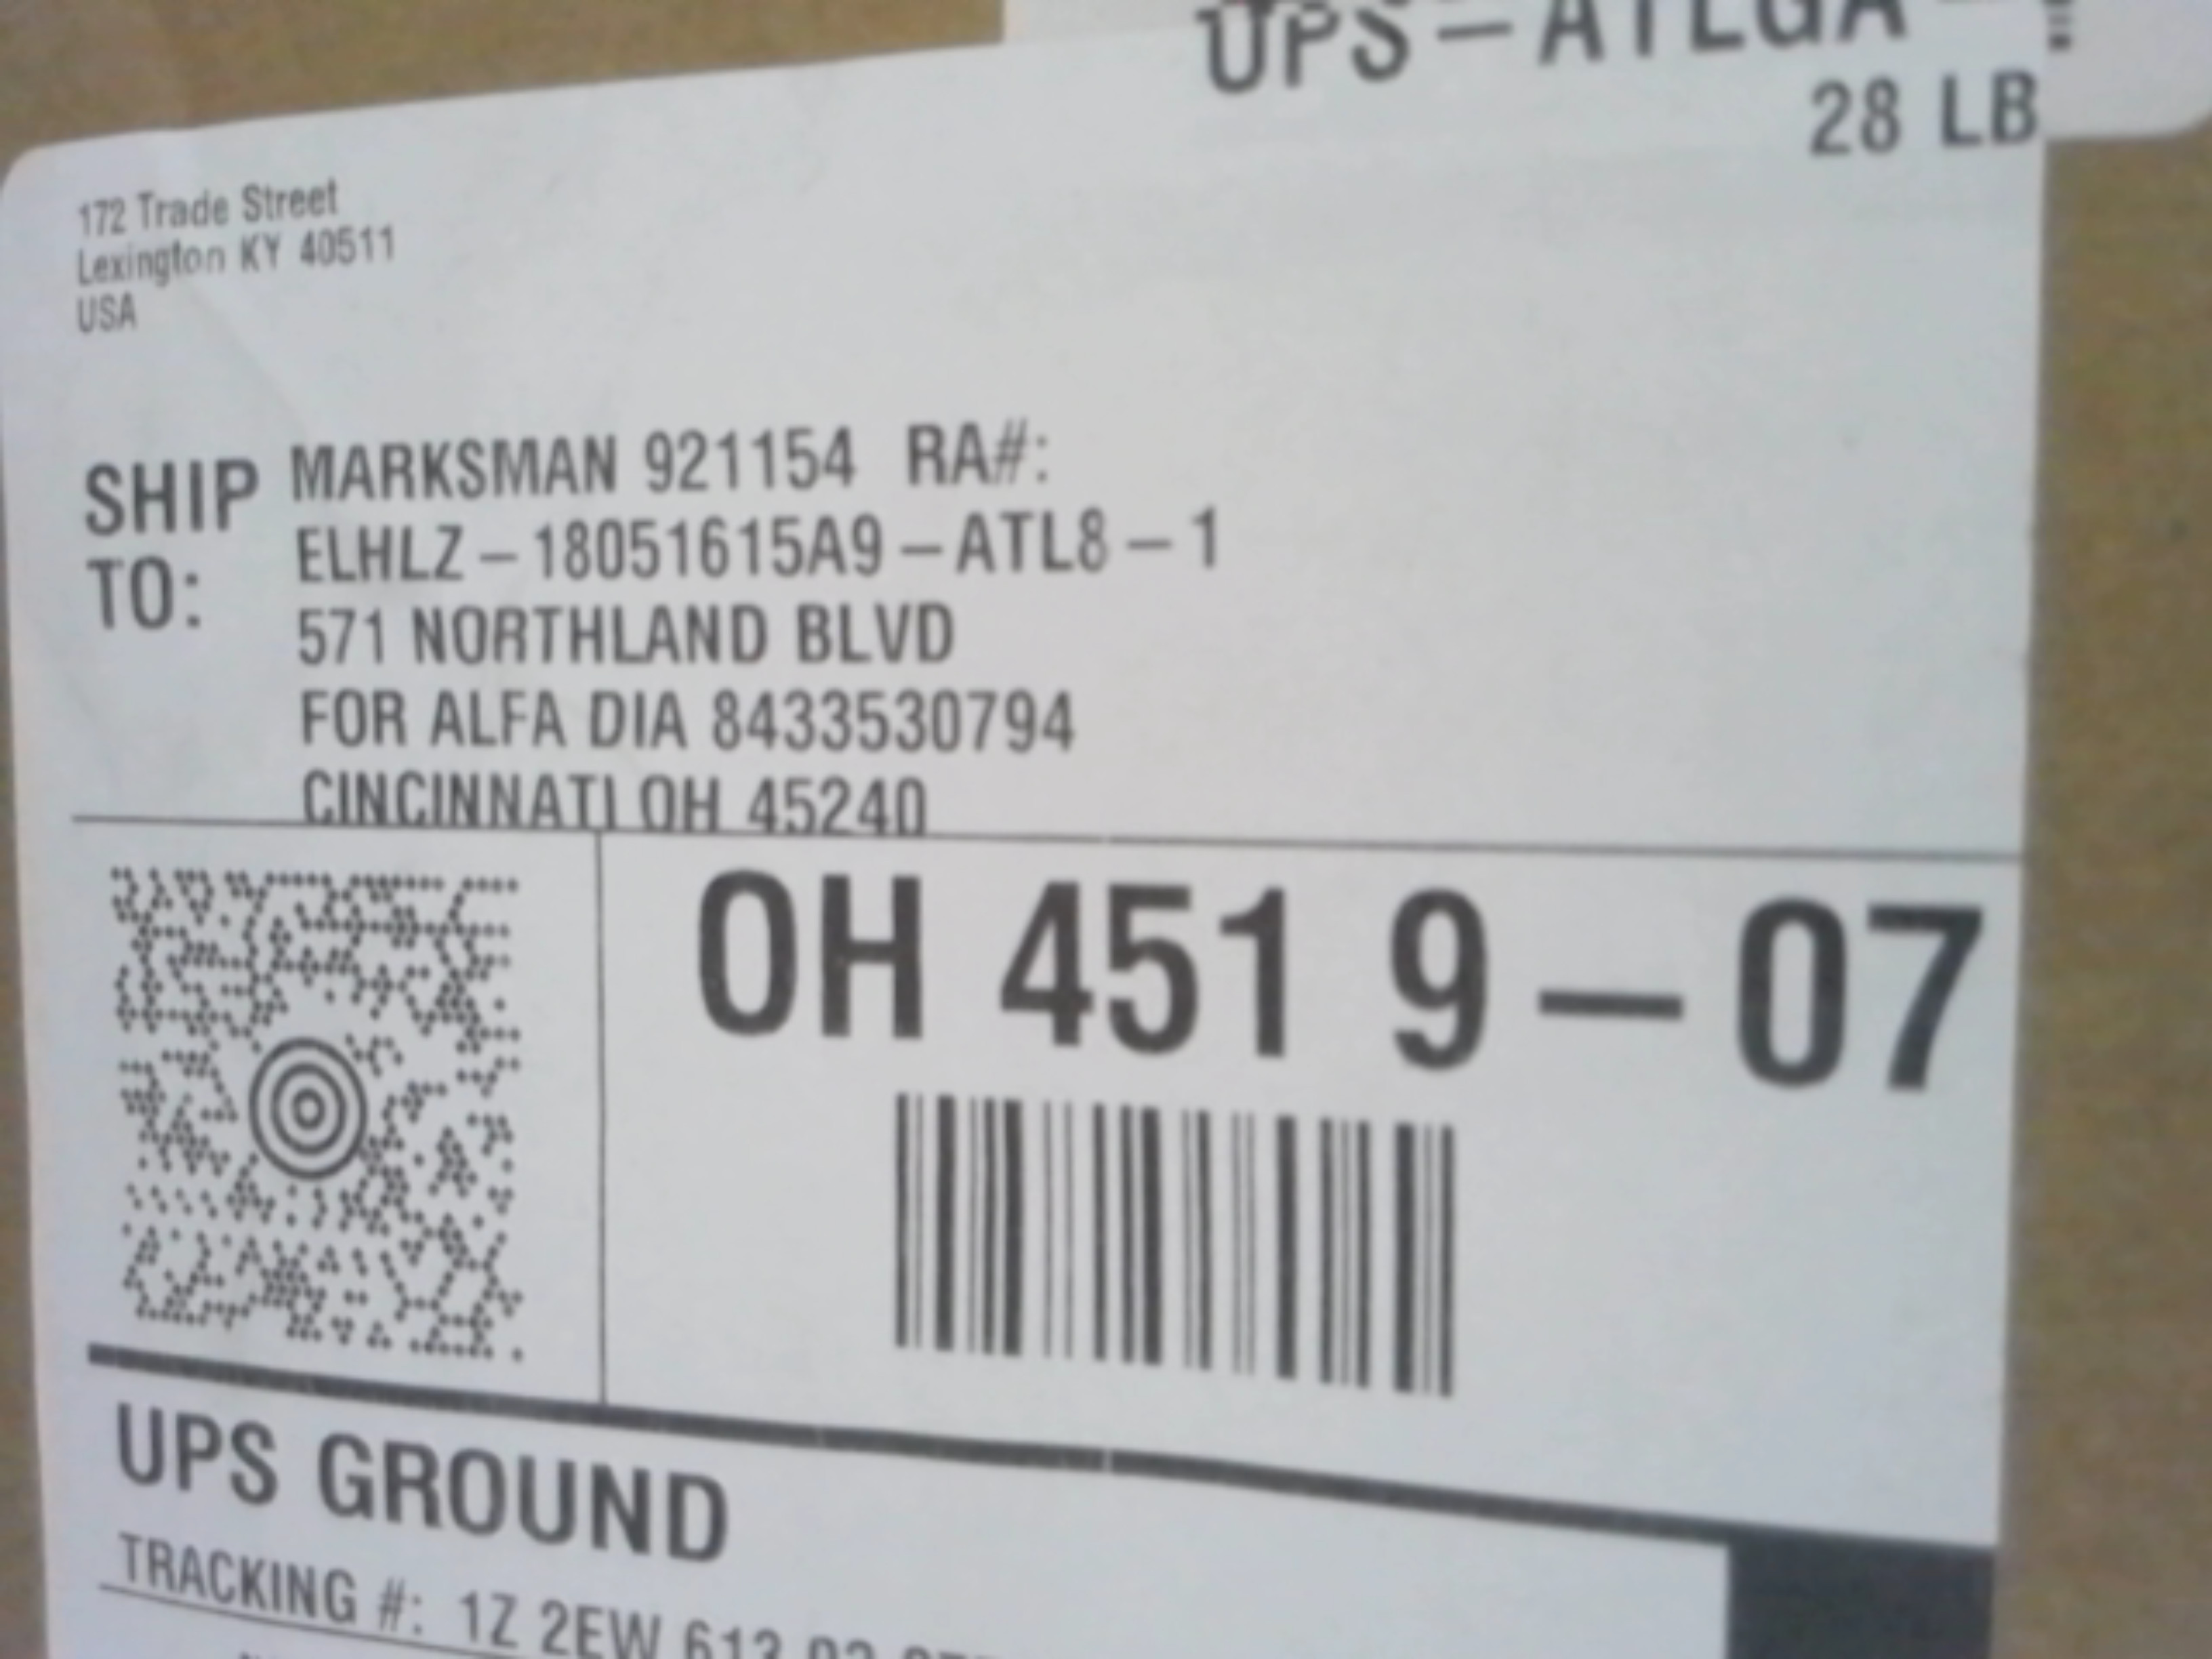 UPS-ATLGA-
28 LB
172 Trade Street
Lexington KY 40511
USA
SHIP TO:
MARKSMAN 921154 RA#:
ELHLZ-18051615A9-ATL8-1
571 NORTHLAND BLVD
FOR ALFA DIA 8433530794
CINCINNATI OH 45240
OH 451 9-07
UPS GROUND
TRACKING #: 1Z 2EW 613